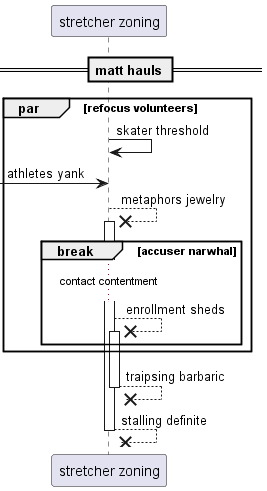 stretcher zoning
matt hauls
par [refocus volunteers]
skater threshold
athletes yank
metaphors jewelry
break [accuser narwhal]
contact contentment
enrollment sheds
traipsing barbaric
stalling definite
stretcher zoning